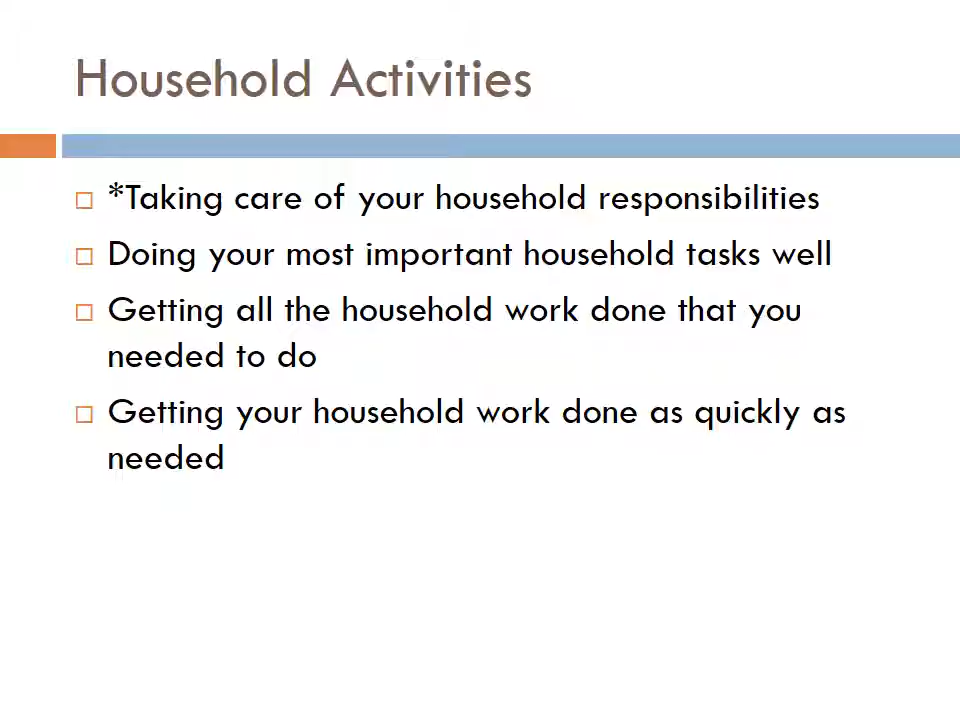 Household Activities
*Taking care of your household responsibilities
Doing your most important household tasks well
Getting all the household work done that you
needed to do
Getting your household work done as quickly as
needed